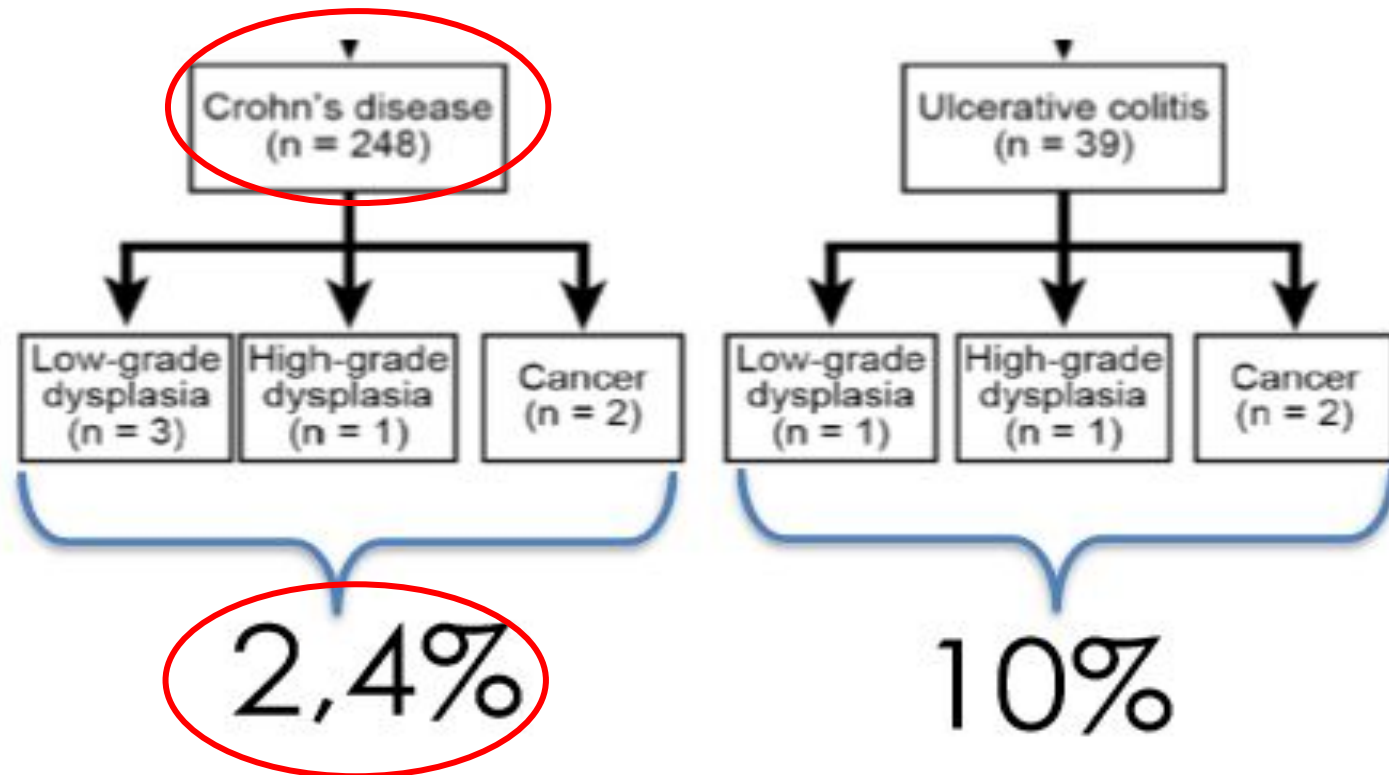 Crohn's disease
(n = 248)
Ulcerative colitis
(n = 39)
Low-grade
dysplasia
(n = 3)
High-grade
dysplasia
(n = 1)
Cancer
(n = 2)
Low-grade
dysplasia
(n = 1)
High-grade
dysplasia
(n = 1)
Cancer
(n = 2)
2,4%
10%